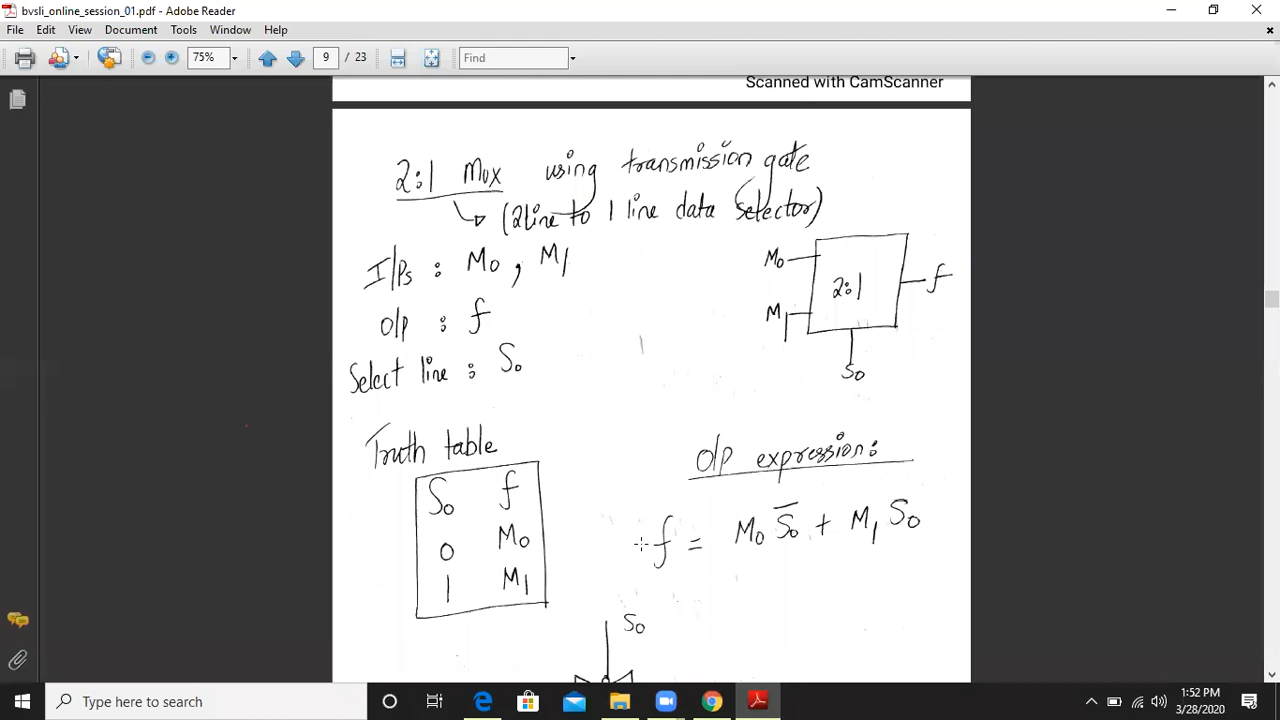 bvsli_online_session_01.pdf - Adobe Reader
File Edit View Document Tools Window Help
75% 9 / 23 Find
Scanned with CamScanner
2:1 Mux using transmission gate
(2line to 1 line data selector)
I/Ps : M0 , M1
O/p : f
Select line : S0
M0
M1
2:1
f
S0
Truth table
S0 f
0 M0
1 M1
O/p expression:
f = M0 S̅0 + M1 S0
S0
Type here to search
1:52 PM
3/28/2020